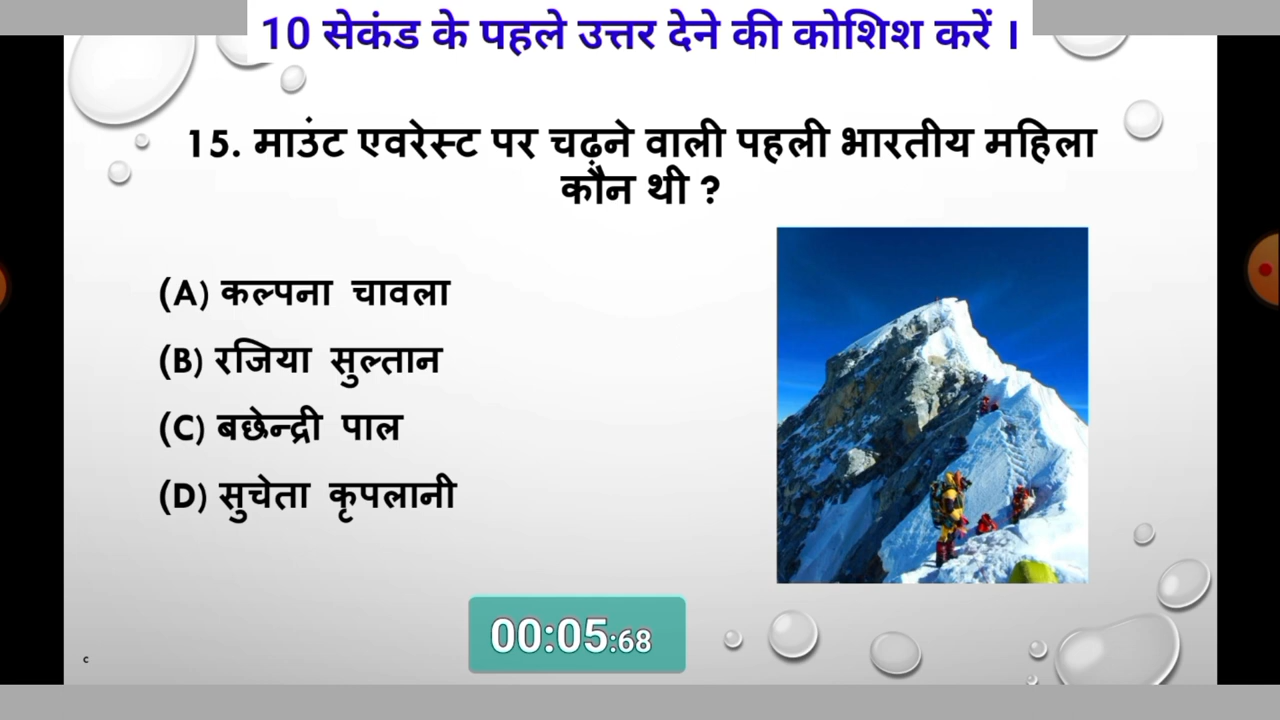 10 सेकंड के पहले उत्तर देने की कोशिश करें ।
15. माउंट एवरेस्ट पर चढ़ने वाली पहली भारतीय महिला
कौन थी ?
(A) कल्पना चावला
(B) रजिया सुल्तान
(C) बछेन्द्री पाल
(D) सुचेता कृपलानी
00:05:68
c